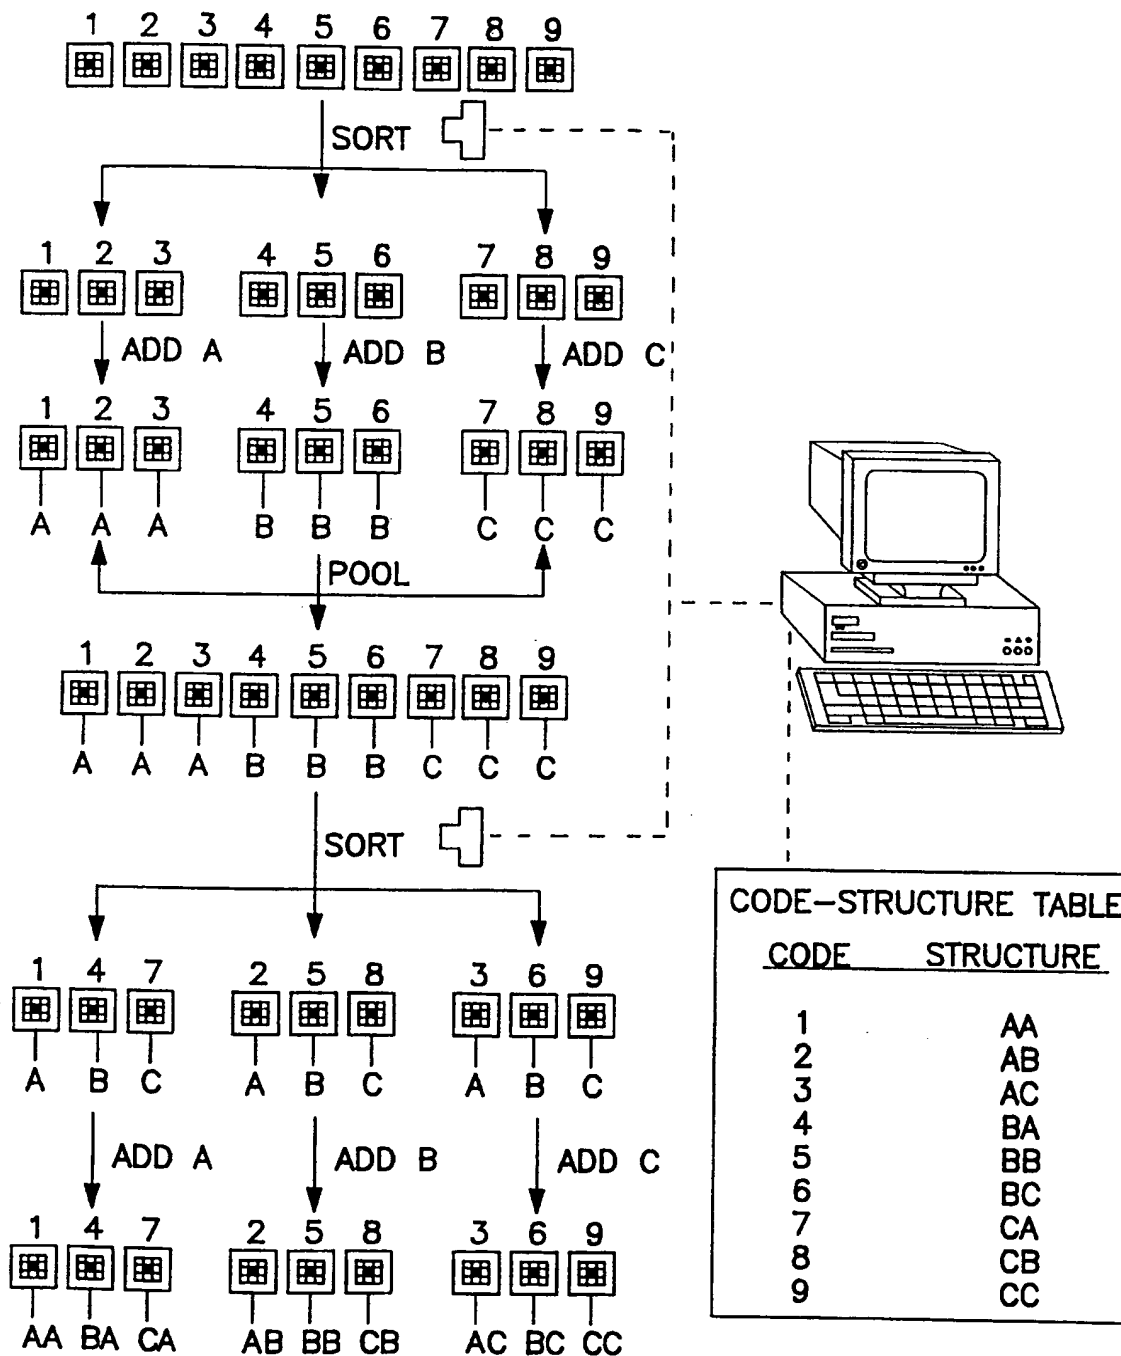 1 2 3 4 5 6 7 8 9
SORT
1 2 3 4 5 6 7 8 9
ADD A ADD B ADD C
1 2 3 4 5 6 7 8 9
A A A B B B C C C
POOL
1 2 3 4 5 6 7 8 9
A A A B B B C C C
SORT
1 4 7 2 5 8 3 6 9
A B C A B C A B C
ADD A ADD B ADD C
1 4 7 2 5 8 3 6 9
AA BA CA AB BB CB AC BC CC
CODE-STRUCTURE TABLE
CODE STRUCTURE
1 AA
2 AB
3 AC
4 BA
5 BB
6 BC
7 CA
8 CB
9 CC